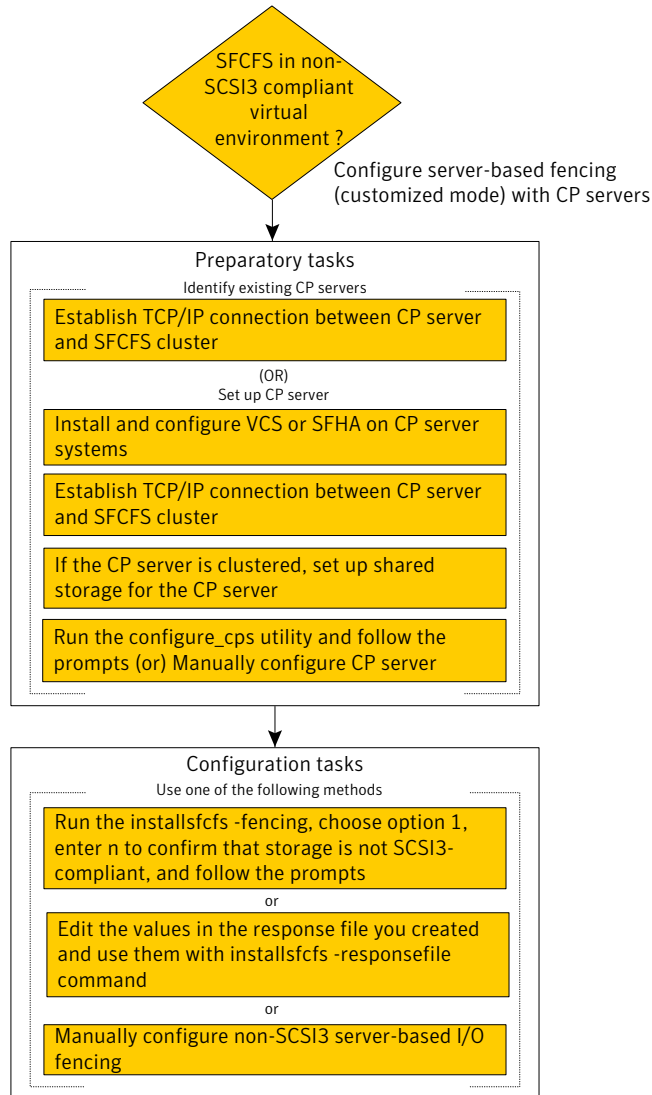 SFCFS in non-
SCSI3 compliant
virtual
environment ?
Configure server-based fencing
(customized mode) with CP servers
Preparatory tasks
Identify existing CP servers
Establish TCP/IP connection between CP server
and SFCFS cluster
(OR)
Set up CP server
Install and configure VCS or SFHA on CP server
systems
Establish TCP/IP connection between CP server
and SFCFS cluster
If the CP server is clustered, set up shared
storage for the CP server
Run the configure_cps utility and follow the
prompts (or) Manually configure CP server
Configuration tasks
Use one of the following methods
Run the installsfcfs -fencing, choose option 1,
enter n to confirm that storage is not SCSI3-
compliant, and follow the prompts
or
Edit the values in the response file you created
and use them with installsfcfs -responsefile
command
or
Manually configure non-SCSI3 server-based I/O
fencing